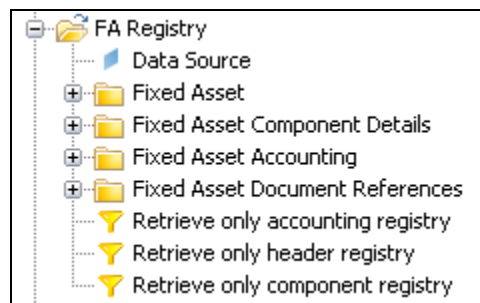 FA Registry
Data Source
Fixed Asset
Fixed Asset Component Details
Fixed Asset Accounting
Fixed Asset Document References
Retrieve only accounting registry
Retrieve only header registry
Retrieve only component registry